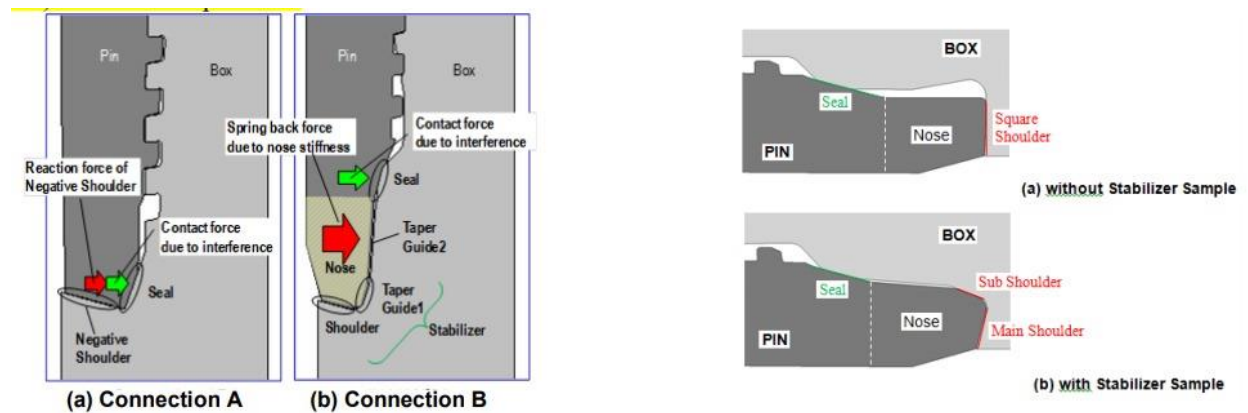 Pin
Box
Reaction force of
Negative Shoulder
Contact force
due to interference
Seal
Negative
Shoulder
(a) Connection A
Pin
Box
Spring back force
due to nose stiffness
Contact force
due to interference
Seal
Taper
Guide2
Nose
Taper
Guide1
Shoulder
Stabilizer
(b) Connection B
BOX
Seal
Nose
Square
Shoulder
PIN
(a) without Stabilizer Sample
BOX
Sub Shoulder
Seal
Nose
Main Shoulder
PIN
(b) with Stabilizer Sample